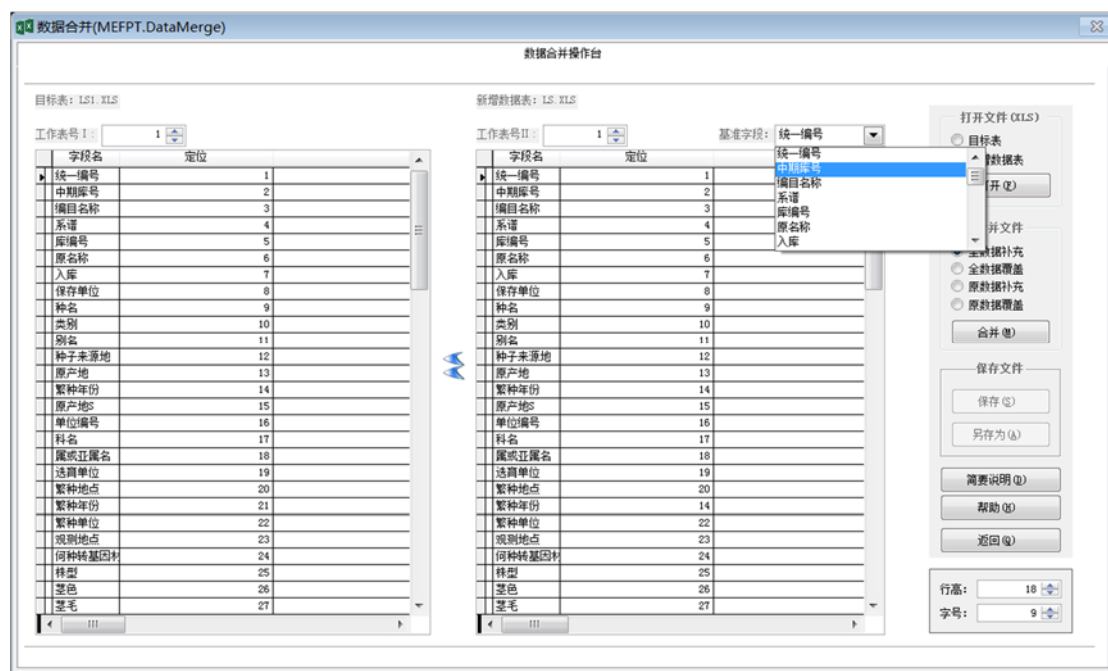 数据合并(MEFPT.DataMerge)
数据合并操作台
目标表: LS1.XLS
新增数据表: LS.XLS
工作表号I: 1
工作表号II: 1
基准字段: 统一编号
字段名 定位
统一编号 1
中期库号 2
编目名称 3
系谱 4
库编号 5
原名称 6
入库 7
保存单位 8
种名 9
类别 10
别名 11
种子来源地 12
原产地 13
繁种年份 14
原产地S 15
单位编号 16
科名 17
属或亚属名 18
选育单位 19
繁种地点 20
繁种年份 21
繁种单位 22
观测地点 23
何种转基因材
24
株型 25
茎色 26
茎毛 27
字段名 定位
统一编号 1
中期库号 2
编目名称 3
系谱 4
库编号 5
原名称 6
入库 7
保存单位 8
种名 9
类别 10
别名 11
种子来源地 12
原产地 13
繁种年份 14
原产地S 15
单位编号 16
科名 17
属或亚属名 18
选育单位 19
繁种地点 20
繁种年份 14
繁种单位 22
观测地点 23
何种转基因材
24
株型 25
茎色 26
茎毛 27
统一编号
中期库号
编目名称
系谱
库编号
原名称
入库
打开文件(XLS)
目标表
增数据表
开(F)
并文件
全数据补充
全数据覆盖
原数据补充
原数据覆盖
合并(M)
保存文件
保存(S)
另存为(A)
简要说明(D)
帮助(H)
返回(Q)
行高: 18
字号: 9